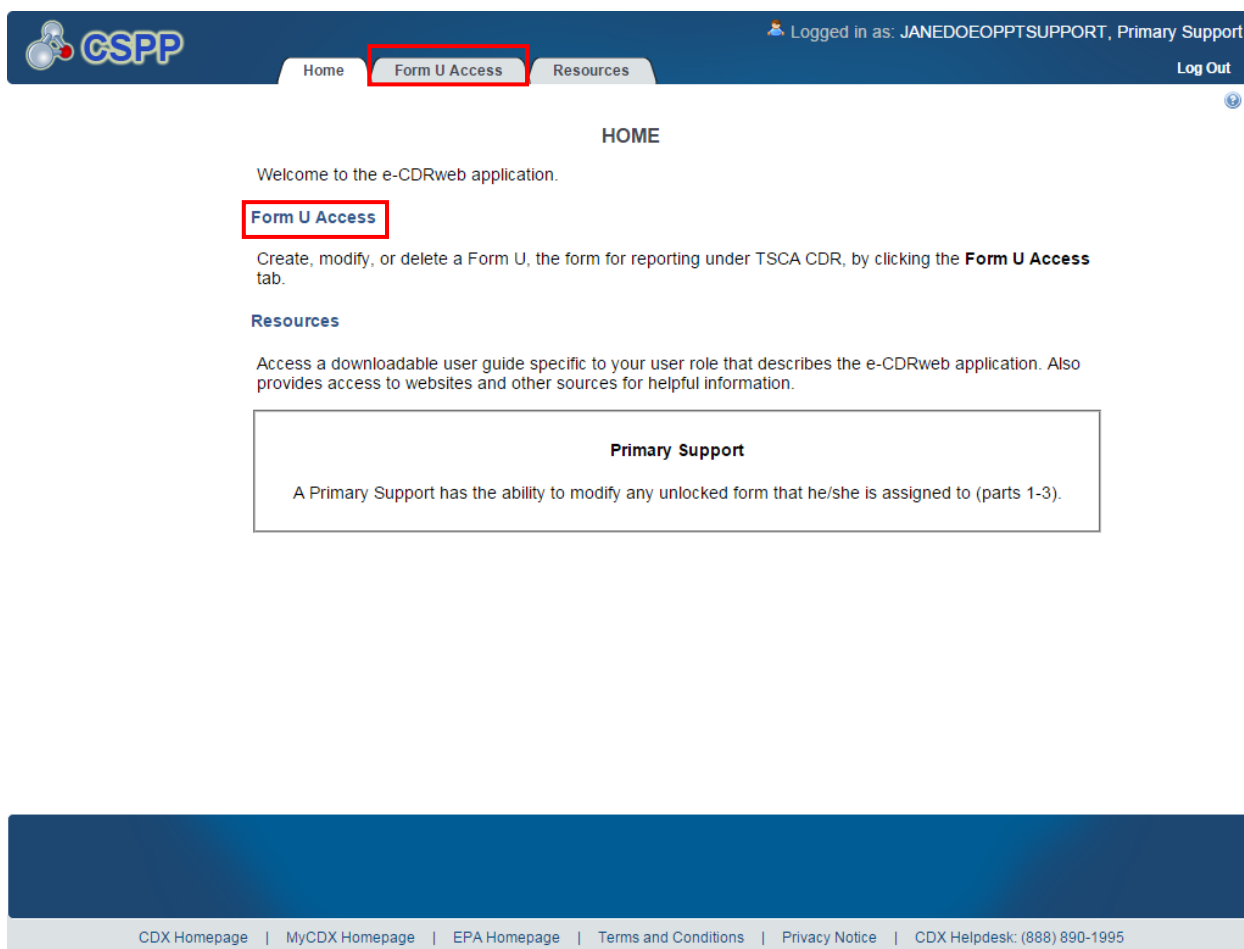 CSPP
Logged in as: JANEDOEOPPTSUPPORT, Primary Support
Home Form U Access Resources Log Out
HOME
Welcome to the e-CDRweb application.
Form U Access
Create, modify, or delete a Form U, the form for reporting under TSCA CDR, by clicking the Form U Access
tab.
Resources
Access a downloadable user guide specific to your user role that describes the e-CDRweb application. Also
provides access to websites and other sources for helpful information.
Primary Support
A Primary Support has the ability to modify any unlocked form that he/she is assigned to (parts 1-3).
CDX Homepage | MyCDX Homepage | EPA Homepage | Terms and Conditions | Privacy Notice | CDX Helpdesk: (888) 890-1995